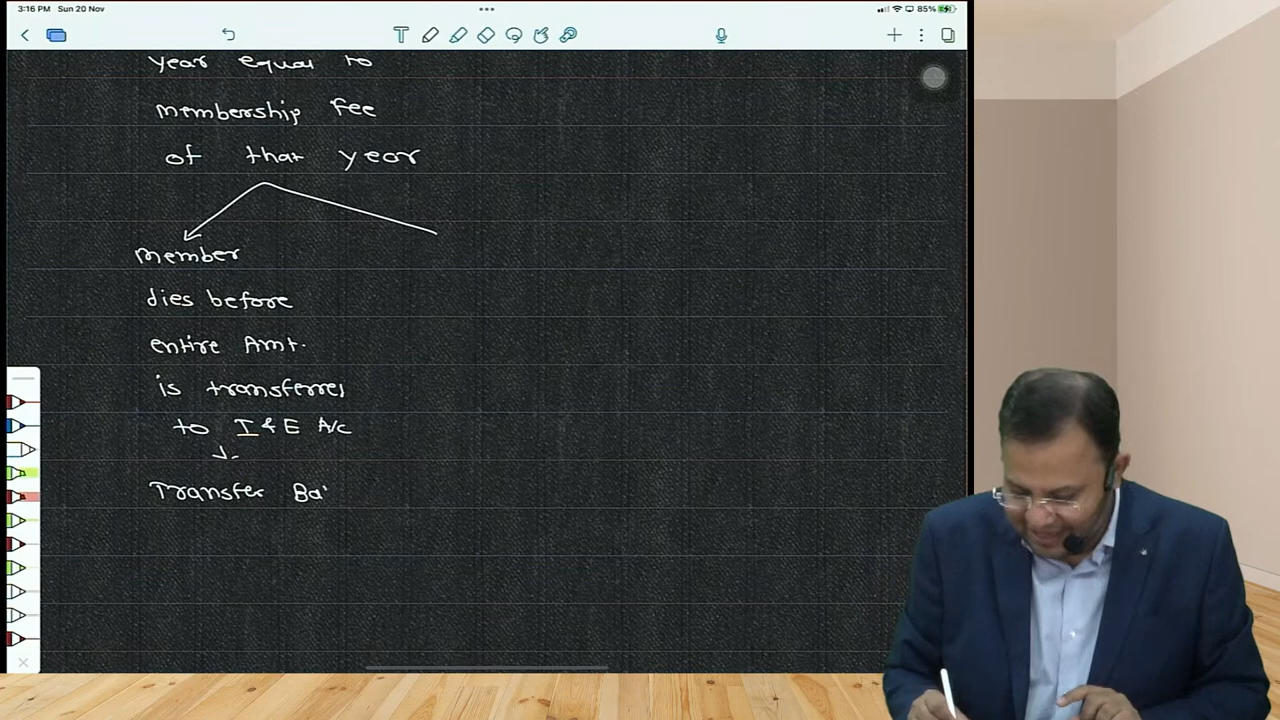 3:16 PM Sun 20 Nov
85%
year equal to
membership Fee
of that year
member
dies before
entire Amt.
is transferred
to I & E A/c
Transfer Ba